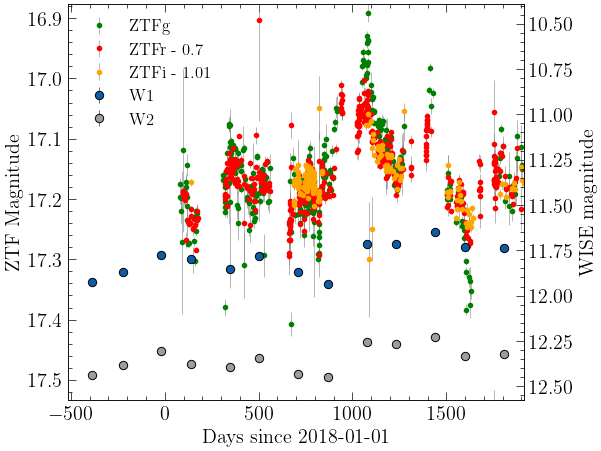 ZTFg
ZTFr - 0.7
ZTFi - 1.01
W1
W2
16.9
17.0
17.1
17.2
17.3
17.4
17.5
ZTF Magnitude
10.50
10.75
11.00
11.25
11.50
11.75
12.00
12.25
12.50
WISE magnitude
−500
0
500
1000
1500
Days since 2018-01-01